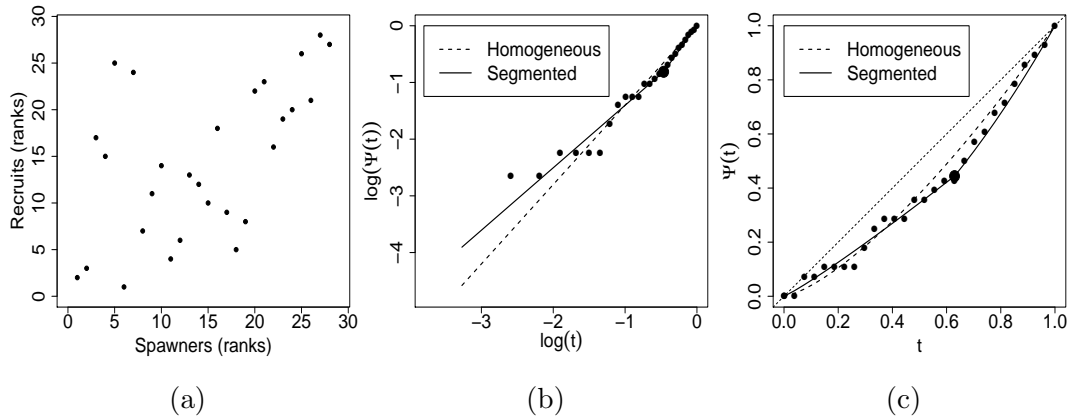 Recruits (ranks)
30
25
20
15
10
5
0
0 5 10 15 20 25 30
Spawners (ranks)
(a)
log(Ψ(t))
0
−1
−2
−3
−4
Homogeneous
Segmented
−3 −2 −1 0
log(t)
(b)
Ψ(t)
1.0
0.8
0.6
0.4
0.2
0.0
Homogeneous
Segmented
0.0 0.2 0.4 0.6 0.8 1.0
t
(c)